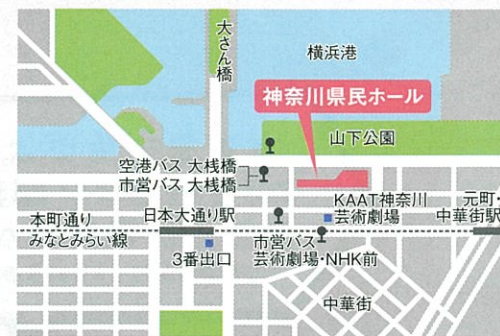 大さん橋
横浜港
神奈川県民ホール
山下公園
空港バス 大桟橋
市営バス 大桟橋
KAAT神奈川
芸術劇場
元町・
中華街駅
本町通り
みなとみらい線
日本大通り駅
3番出口
市営バス
芸術劇場・NHK前
中華街